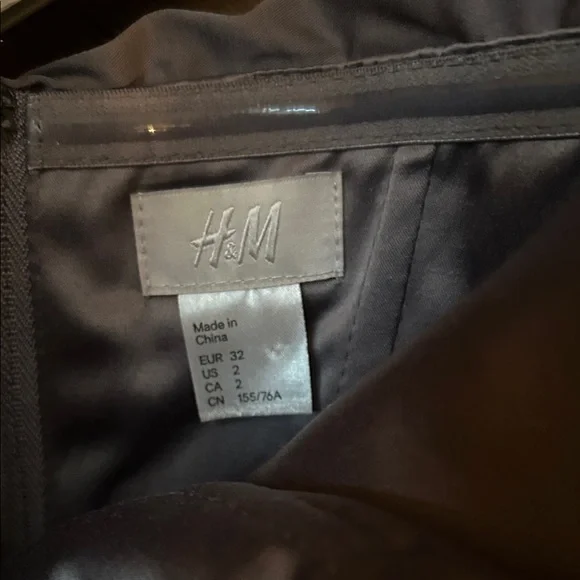 H&M
Made in
China
EUR 32
US 2
CA 2
CN 155/76A